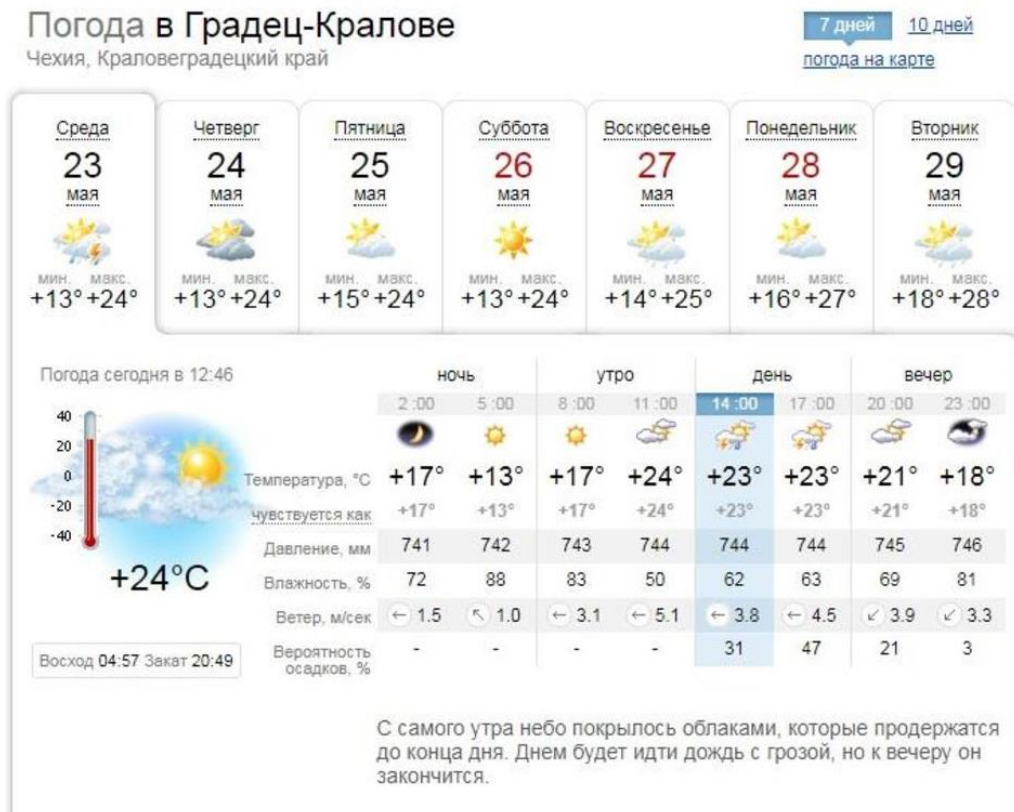 Погода в Градец-Кралове
7 дней 10 дней
Чехия, Краловеградецкий край
погода на карте
Среда Четверг Пятница Суббота Воскресенье Понедельник Вторник
23 24 25 26 27 28 29
мая мая мая мая мая мая мая
мин. макс. мин. макс. мин. макс. мин. макс. мин. макс. мин. макс. мин. макс.
+13° +24° +13° +24° +15° +24° +13° +24° +14° +25° +16° +27° +18° +28°
Погода сегодня в 12:46
ночь утро день вечер
2 :00 5 :00 8 :00 11 :00 14 :00 17 :00 20 :00 23 :00
40
20
0
-20
-40
+24°C
Температура, °C +17° +13° +17° +24° +23° +23° +21° +18°
чувствуется как +17° +13° +17° +24° +23° +23° +21° +18°
Давление, мм 741 742 743 744 744 744 745 746
Влажность, % 72 88 83 50 62 63 69 81
Ветер, м/сек ← 1.5 ↖ 1.0 ← 3.1 ← 5.1 ← 3.8 ← 4.5 ↙ 3.9 ↙ 3.3
Вероятность
осадков, % - - - - 31 47 21 3
Восход 04:57 Закат 20:49
С самого утра небо покрылось облаками, которые продержатся
до конца дня. Днем будет идти дождь с грозой, но к вечеру он
закончится.